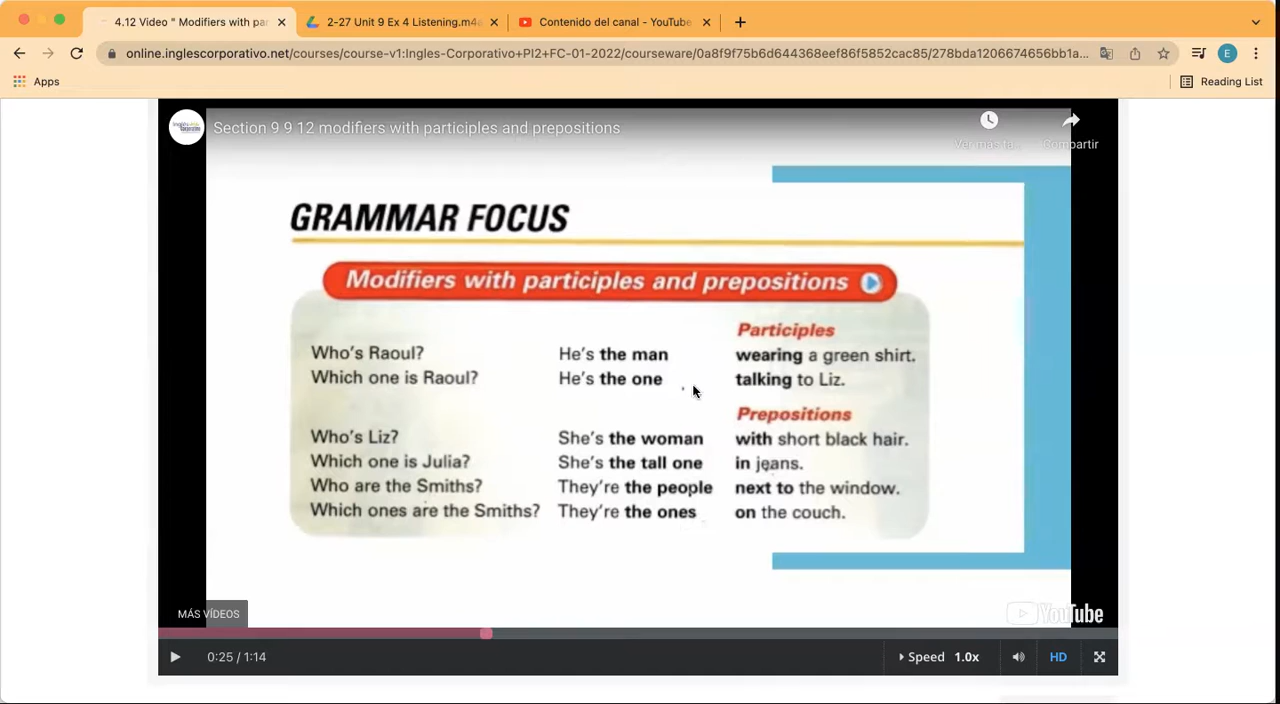 4.12 Video " Modifiers with par
2-27 Unit 9 Ex 4 Listening.m4a
Contenido del canal - YouTube
online.inglescorporativo.net/courses/course-v1:Ingles-Corporativo+PI2+FC-01-2022/courseware/0a8f9f75b6d644368eef86f5852cac85/278bda1206674656bb1a...
E
Apps
Reading List
Section 9 9 12 modifiers with participles and prepositions
Ver más ta...
Compartir
GRAMMAR FOCUS
Modifiers with participles and prepositions
Participles
Who's Raoul? He's the man wearing a green shirt.
Which one is Raoul? He's the one talking to Liz.
Prepositions
Who's Liz? She's the woman with short black hair.
Which one is Julia? She's the tall one in jeans.
Who are the Smiths? They're the people next to the window.
Which ones are the Smiths? They're the ones on the couch.
MÁS VÍDEOS
YouTube
0:25 / 1:14
Speed 1.0x
HD